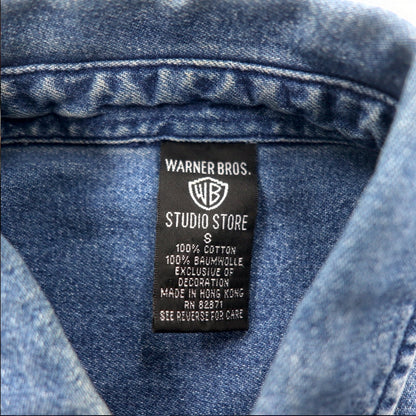 WARNER BROS.
WB
STUDIO STORE
S
100% COTTON
100% BAUMWOLLE
EXCLUSIVE OF
DECORATION
MADE IN HONG KONG
RN 82871
SEE REVERSE FOR CARE